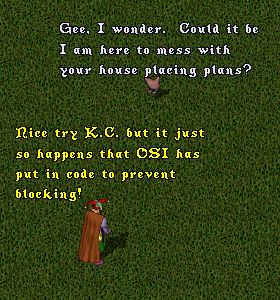 Gee, I wonder. Could it be
I am here to mess with
your house placing plans?
Nice try K.C. but it just
so happens that OSI has
put in code to prevent
blocking!